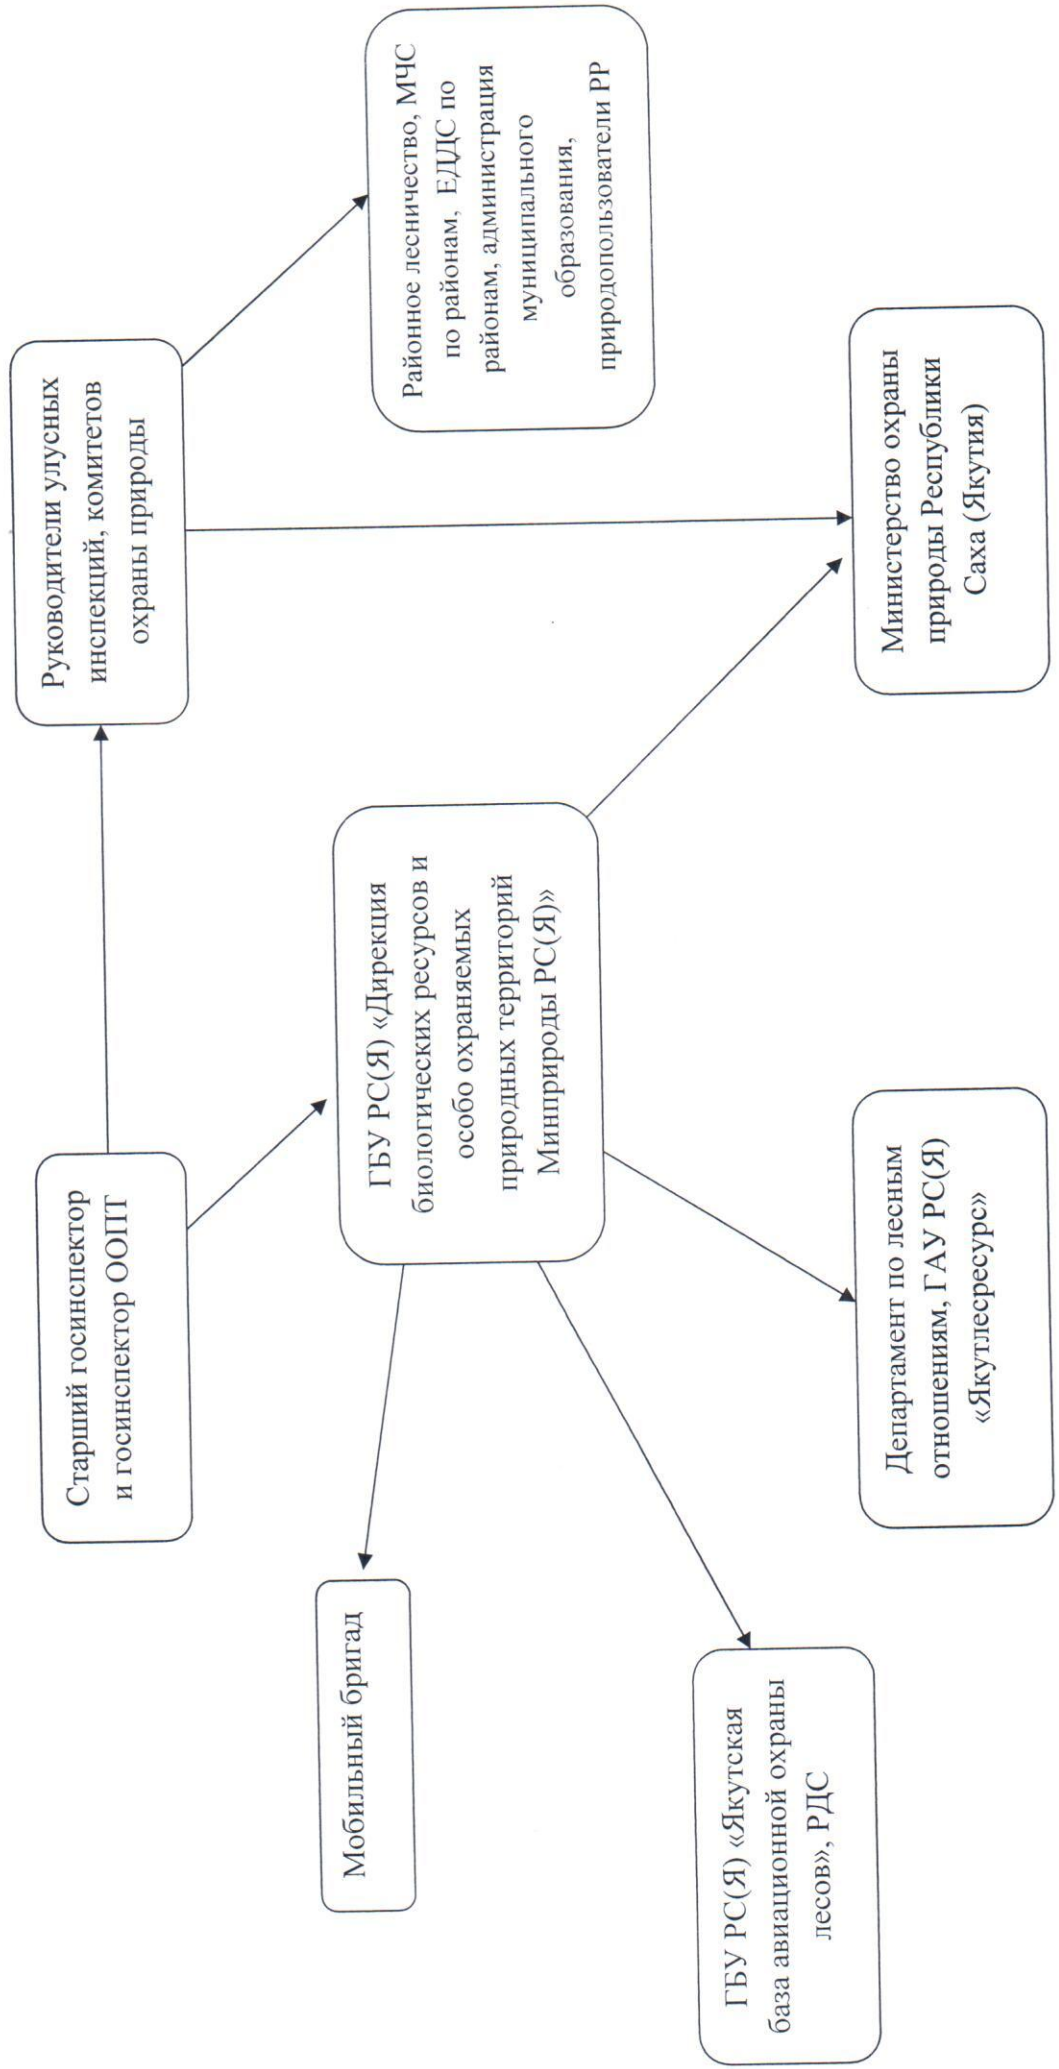 Старший госинспектор
и госинспектор ООПТ
Руководители улусных
инспекций, комитетов
охраны природы
Мобильный бригад
ГБУ РС(Я) «Дирекция
биологических ресурсов и
особо охраняемых
природных территорий
Минприроды РС(Я)»
Районное лесничество, МЧС
по районам, ЕДДС по
районам, администрация
муниципального
образования,
природопользователи РР
ГБУ РС(Я) «Якутская
база авиационной охраны
лесов», РДС
Департамент по лесным
отношениям, ГАУ РС(Я)
«Якутлесресурс»
Министерство охраны
природы Республики
Саха (Якутия)